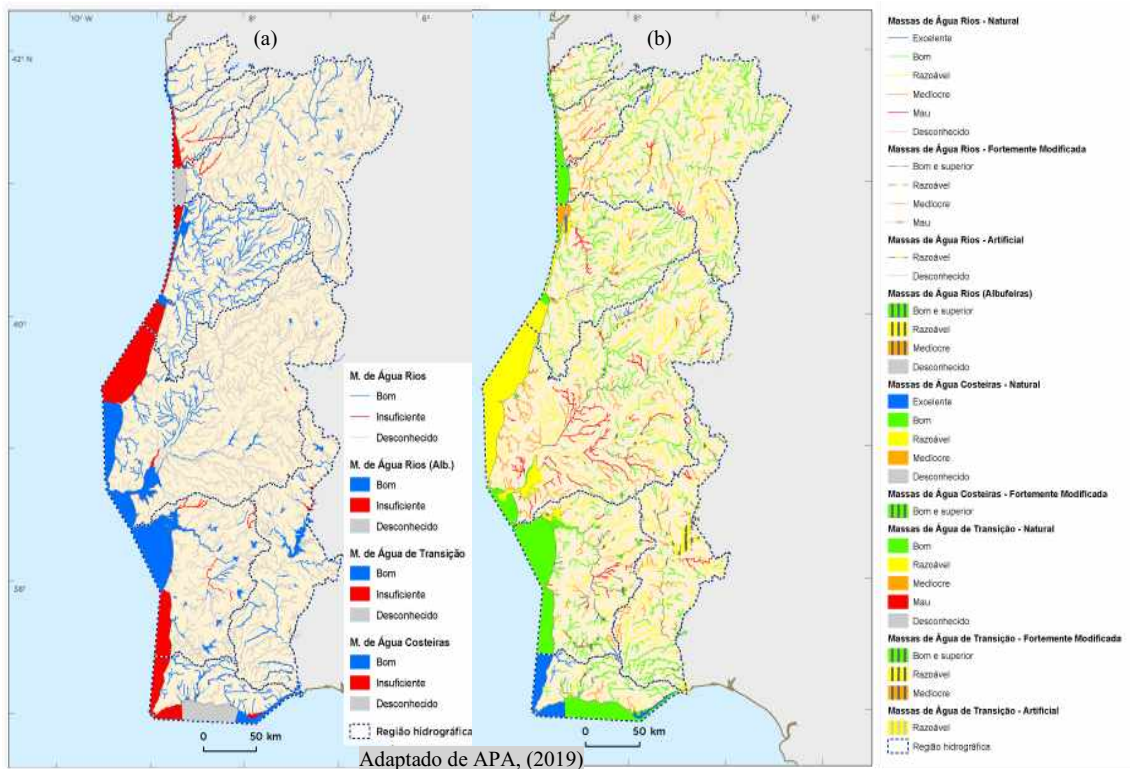 10° W
8°
6°
8°
6°
(a)
(b)
42° N
40°
38°
M. de Água Rios
Bom
Insuficiente
Desconhecido
M. de Água Rios (Alb.)
Bom
Insuficiente
Desconhecido
M. de Água de Transição
Bom
Insuficiente
Desconhecido
M. de Água Costeiras
Bom
Insuficiente
Desconhecido
Região hidrográfica
0 50 km
0 50 km
Adaptado de APA, (2019)
Massas de Água Rios - Natural
Excelente
Bom
Razoável
Medíocre
Mau
Desconhecido
Massas de Água Rios - Fortemente Modificada
Bom e superior
Razoável
Medíocre
Mau
Massas de Água Rios - Artificial
Razoável
Desconhecido
Massas de Água Rios (Albufeiras)
Bom e superior
Razoável
Medíocre
Desconhecido
Massas de Água Costeiras - Natural
Excelente
Bom
Razoável
Medíocre
Desconhecido
Massas de Água Costeiras - Fortemente Modificada
Bom e superior
Massas de Água de Transição - Natural
Bom
Razoável
Medíocre
Mau
Desconhecido
Massas de Água de Transição - Fortemente Modificada
Bom e superior
Razoável
Medíocre
Massas de Água de Transição - Artificial
Razoável
Região hidrográfica